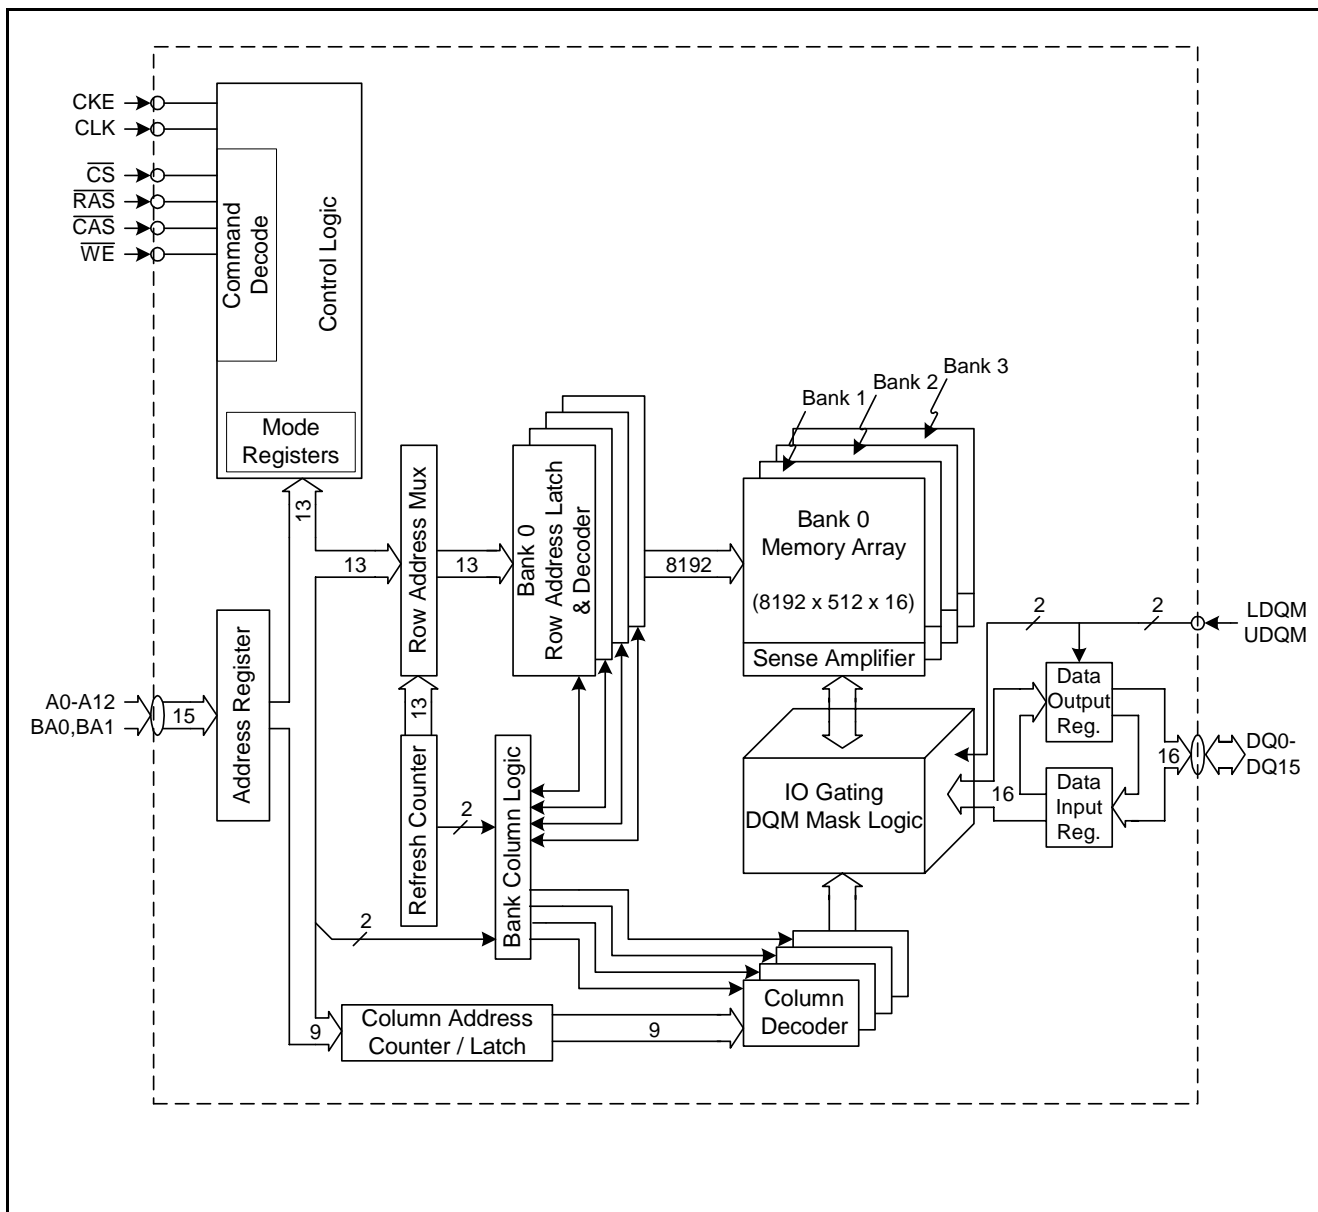 CKE
CLK
CS
RAS
CAS
WE
Command
Decode
Control Logic
Mode
Registers
13
13
Row Address Mux
13
Bank 0
Row Address Latch
& Decoder
8192
Bank 1
Bank 2
Bank 3
Bank 0
Memory Array
(8192 x 512 x 16)
Sense Amplifier
2
2
LDQM
UDQM
A0-A12
BA0,BA1
15
Address Register
13
Refresh Counter
2
Bank Column Logic
2
IO Gating
DQM Mask Logic
16
Data
Output
Reg.
Data
Input
Reg.
16
DQ0-
DQ15
9
Column Address
Counter / Latch
9
Column
Decoder